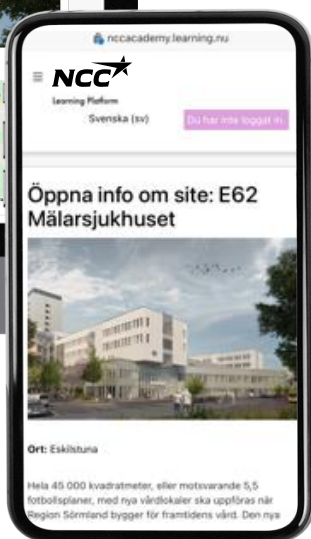 nccacademy.learning.nu
NCC
Learning Platform
Svenska (sv)
Du har inte loggat in.
Öppna info om site: E62
Mälarsjukhuset
Ort: Eskilstuna
Hela 45 000 kvadratmeter, eller motsvarande 5,5
fotbollsplaner, med nya vårdlokaler ska uppföras när
Region Sörmland bygger för framtidens vård. Den nya